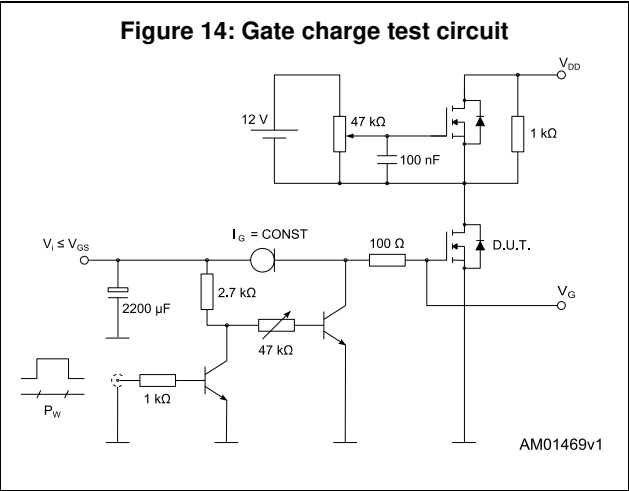 Figure 14: Gate charge test circuit
V_DD
12 V
47 kΩ
1 kΩ
100 nF
V_i ≤ V_GS
I_G = CONST
100 Ω
D.U.T.
2.7 kΩ
2200 μF
V_G
47 kΩ
1 kΩ
P_W
AM01469v1